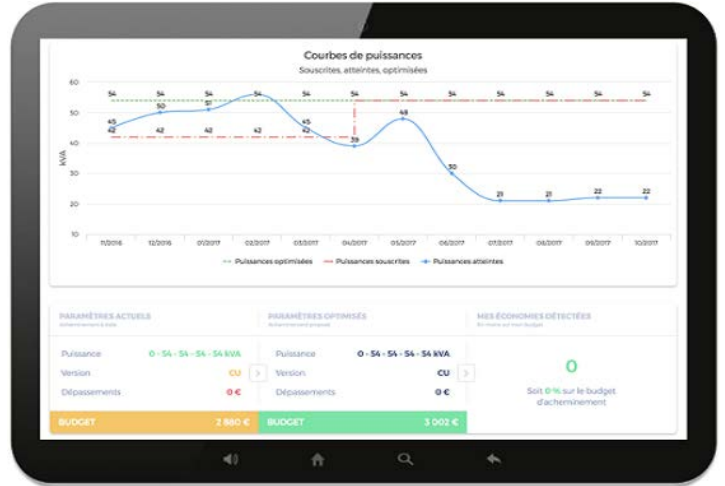 Courbes de puissances
Souscrites, atteintes, optimisées
60
54 54 54 54 54 54 54 54 54 54 54 54
50
50 51 48
45 45
42 42 42 42 42
40
39
kVA
30
30
20
21 21 22 22
10
11/2016 12/2016 01/2017 02/2017 03/2017 04/2017 05/2017 06/2017 07/2017 08/2017 09/2017 10/2017
Puissances optimisées Puissances souscrites Puissances atteintes
PARAMÈTRES ACTUELS PARAMÈTRES OPTIMISÉS MES ÉCONOMIES DÉTECTÉES
Puissance 0 - 54 - 54 - 54 - 54 kVA Puissance 0 - 54 - 54 - 54 - 54 kVA
Version CU > Version CU >
Dépassements 0 € Dépassements 0 €
0
Soit 0 % sur le budget
d'acheminement
BUDGET 2 880 € BUDGET 3 002 €